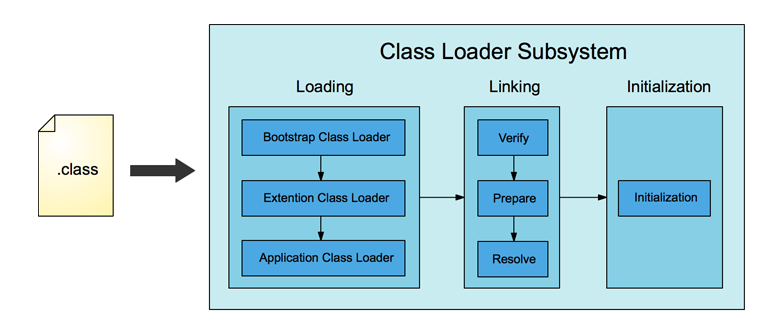 Class Loader Subsystem
Loading
Linking
Initialization
.class
Bootstrap Class Loader
Extention Class Loader
Application Class Loader
Verify
Prepare
Resolve
Initialization